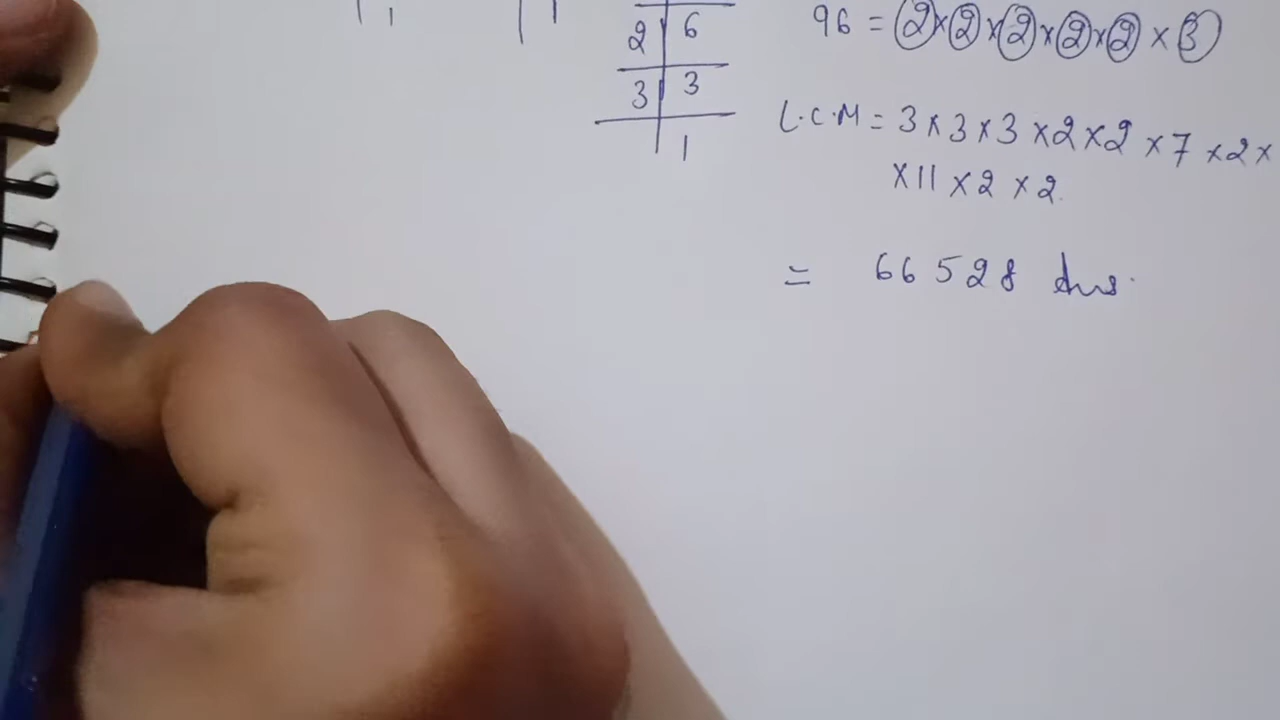 2 | 6
3 | 3
1
96 = 2×2×2×2×2×3
L.C.M = 3×3×3×2×2×7×2×
×11×2×2
= 66528 Ans.